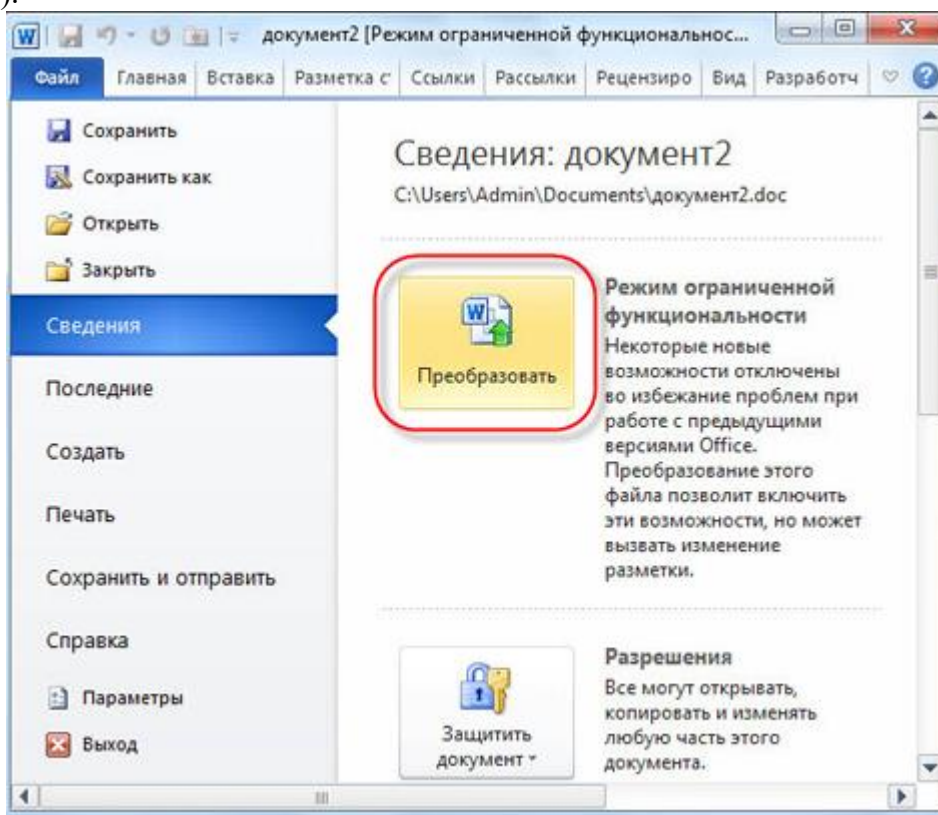 ).
документ2 [Режим ограниченной функциональнос...
Файл Главная Вставка Разметка с Ссылки Рассылки Рецензиро Вид Разработч
Сохранить
Сохранить как
Открыть
Закрыть
Сведения
Последние
Создать
Печать
Сохранить и отправить
Справка
Параметры
Выход
Сведения: документ2
C:\Users\Admin\Documents\документ2.doc
Преобразовать
Режим ограниченной
функциональности
Некоторые новые
возможности отключены
во избежание проблем при
работе с предыдущими
версиями Office.
Преобразование этого
файла позволит включить
эти возможности, но может
вызвать изменение
разметки.
Защитить
документ
Разрешения
Все могут открывать,
копировать и изменять
любую часть этого
документа.